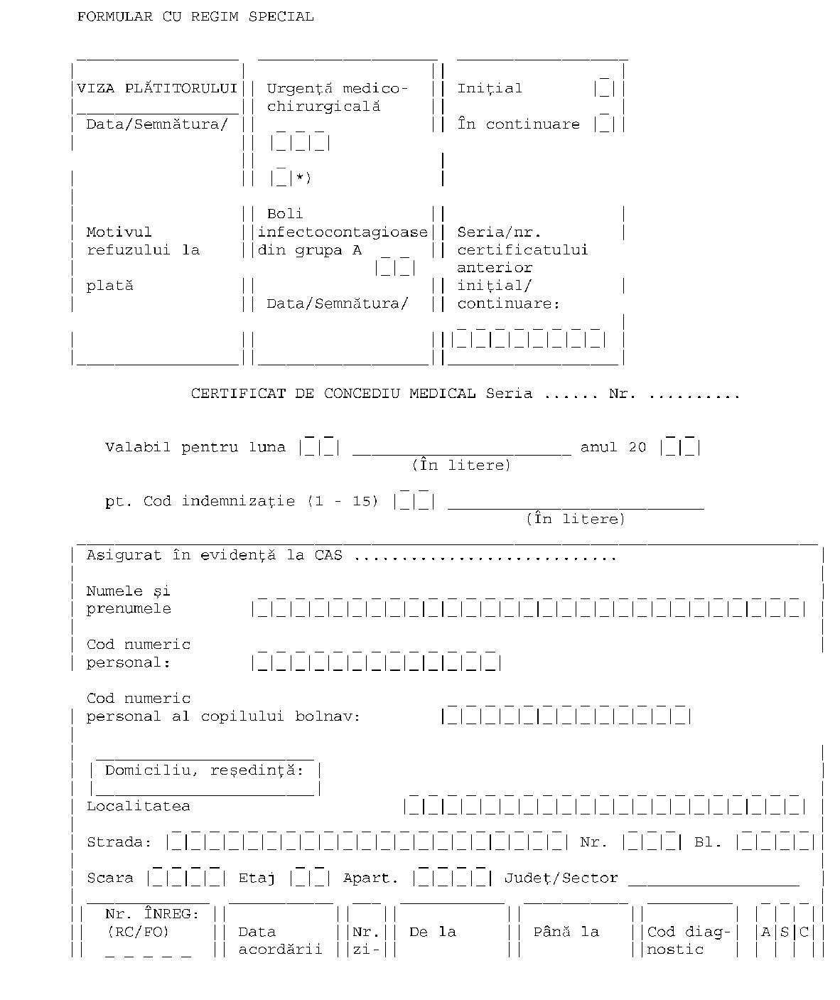 FORMULAR CU REGIM SPECIAL
VIZA PLĂTITORULUI
Data/Semnătura/
Motivul
refuzului la
plată
Urgenţă medico-
chirurgicală
|_|_|_|
|_|*)
Boli
infectocontagioase
din grupa A
|_|_|
Data/Semnătura/
Iniţial |_|
În continuare |_|
Seria/nr.
certificatului
anterior
iniţial/
continuare:
|_|_|_|_|_|_|_|_|
CERTIFICAT DE CONCEDIU MEDICAL Seria ...... Nr. ..........
Valabil pentru luna |_|_| _______________________ anul 20 |_|_|
(În litere)
pt. Cod indemnizaţie (1 - 15) |_|_| ___________________________
(În litere)
Asigurat în evidenţă la CAS ............................
Numele şi
prenumele |_|_|_|_|_|_|_|_|_|_|_|_|_|_|_|_|_|_|_|_|_|_|_|_|_|_|_|_|_|
Cod numeric
personal: |_|_|_|_|_|_|_|_|_|_|_|_|_|
Cod numeric
personal al copilului bolnav: |_|_|_|_|_|_|_|_|_|_|_|_|_|
Domiciliu, reşedinţă:
Localitatea |_|_|_|_|_|_|_|_|_|_|_|_|_|_|_|_|_|_|_|_|_|
Strada: |_|_|_|_|_|_|_|_|_|_|_|_|_|_|_|_|_|_|_|_|_| Nr. |_|_|_| Bl. |_|_|_|_|
Scara |_|_|_|_| Etaj |_|_| Apart. |_|_|_|_| Judeţ/Sector __________________
Nr. ÎNREG:
(RC/FO)
_ _ _ _ _
Data
acordării
Nr.
zi-
De la
Până la
Cod diag-
nostic
A|S|C